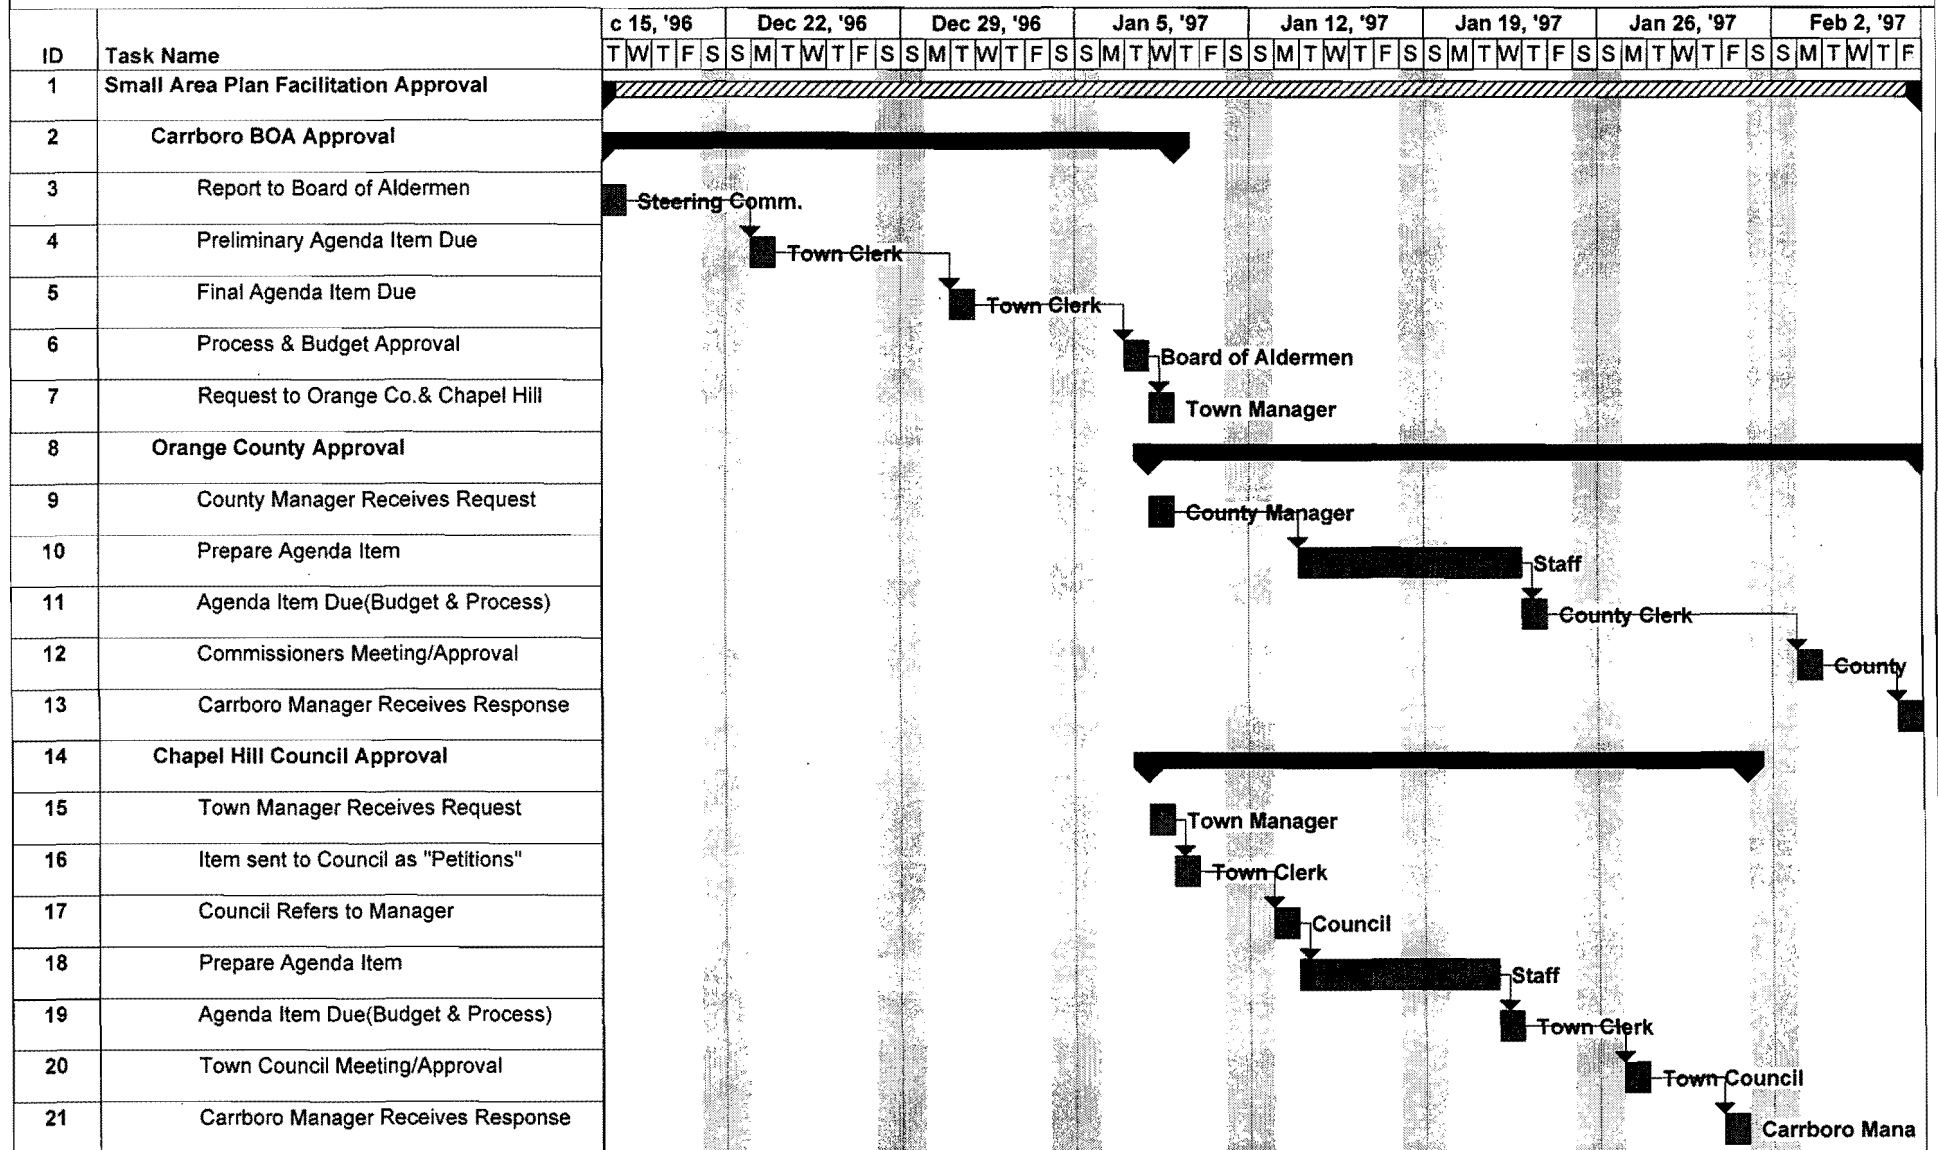 c 15, '96 Dec 22, '96 Dec 29, '96 Jan 5, '97 Jan 12, '97 Jan 19, '97 Jan 26, '97 Feb 2, '97
ID Task Name T W T F S S M T W T F S S M T W T F S S M T W T F S S M T W T F S S M T W T F S S M T W T F S S M T W T F
1 Small Area Plan Facilitation Approval
2 Carrboro BOA Approval
3 Report to Board of Aldermen Steering Comm.
4 Preliminary Agenda Item Due Town Clerk
5 Final Agenda Item Due Town Clerk
6 Process & Budget Approval Board of Aldermen
7 Request to Orange Co.& Chapel Hill Town Manager
8 Orange County Approval
9 County Manager Receives Request County Manager
10 Prepare Agenda Item Staff
11 Agenda Item Due(Budget & Process) County Clerk
12 Commissioners Meeting/Approval County
13 Carrboro Manager Receives Response
14 Chapel Hill Council Approval
15 Town Manager Receives Request Town Manager
16 Item sent to Council as "Petitions" Town Clerk
17 Council Refers to Manager Council
18 Prepare Agenda Item Staff
19 Agenda Item Due(Budget & Process) Town Clerk
20 Town Council Meeting/Approval Town Council
21 Carrboro Manager Receives Response Carrboro Mana